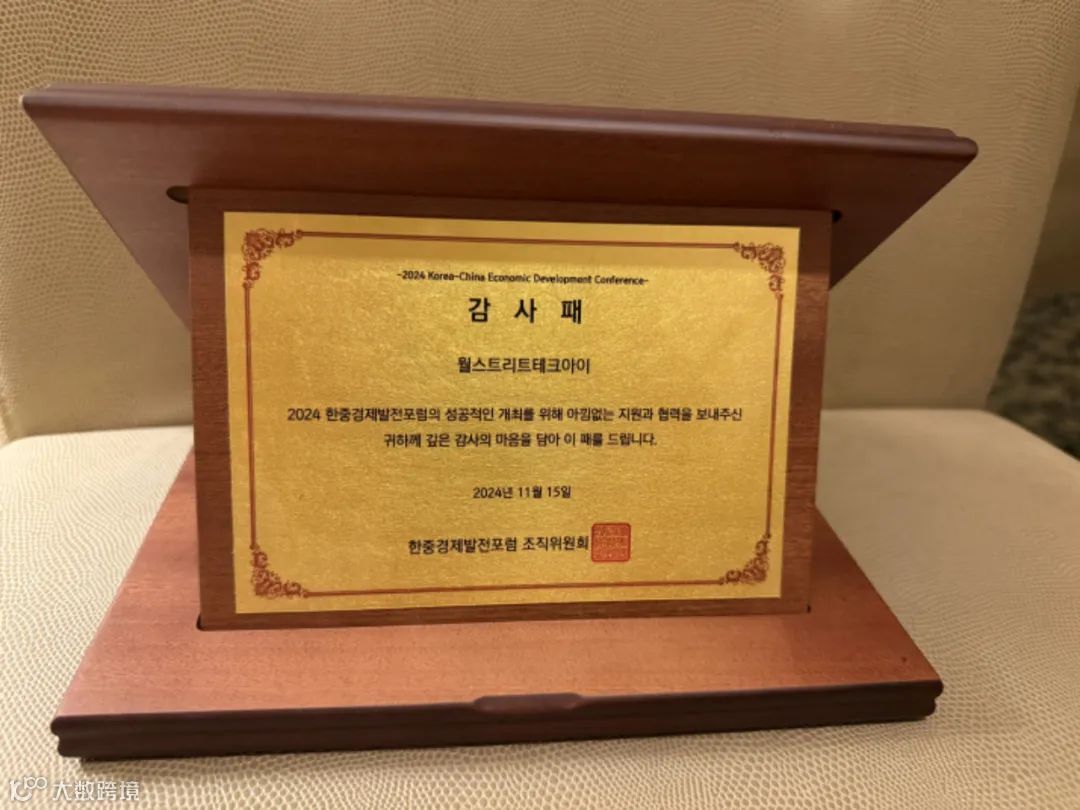 -2024 Korea-China Economic Development Conference-
감 사 패
월스트리트테크아이
2024 한중경제발전포럼의 성공적인 개최를 위해 아낌없는 지원과 협력을 보내주신
귀하께 깊은 감사의 마음을 담아 이 패를 드립니다.
2024년 11월 15일
한중경제발전포럼 조직위원회
大数跨境